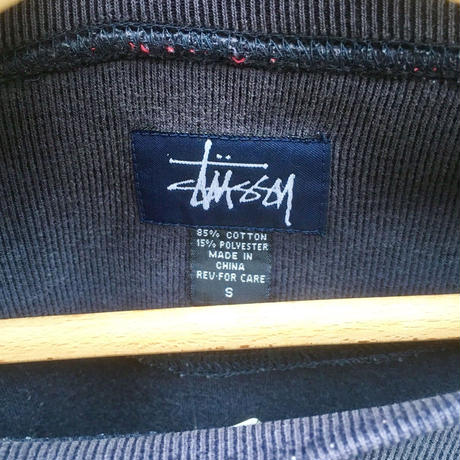 Stüssy
85% COTTON
15% POLYESTER
MADE IN
CHINA
REV·FOR CARE
S